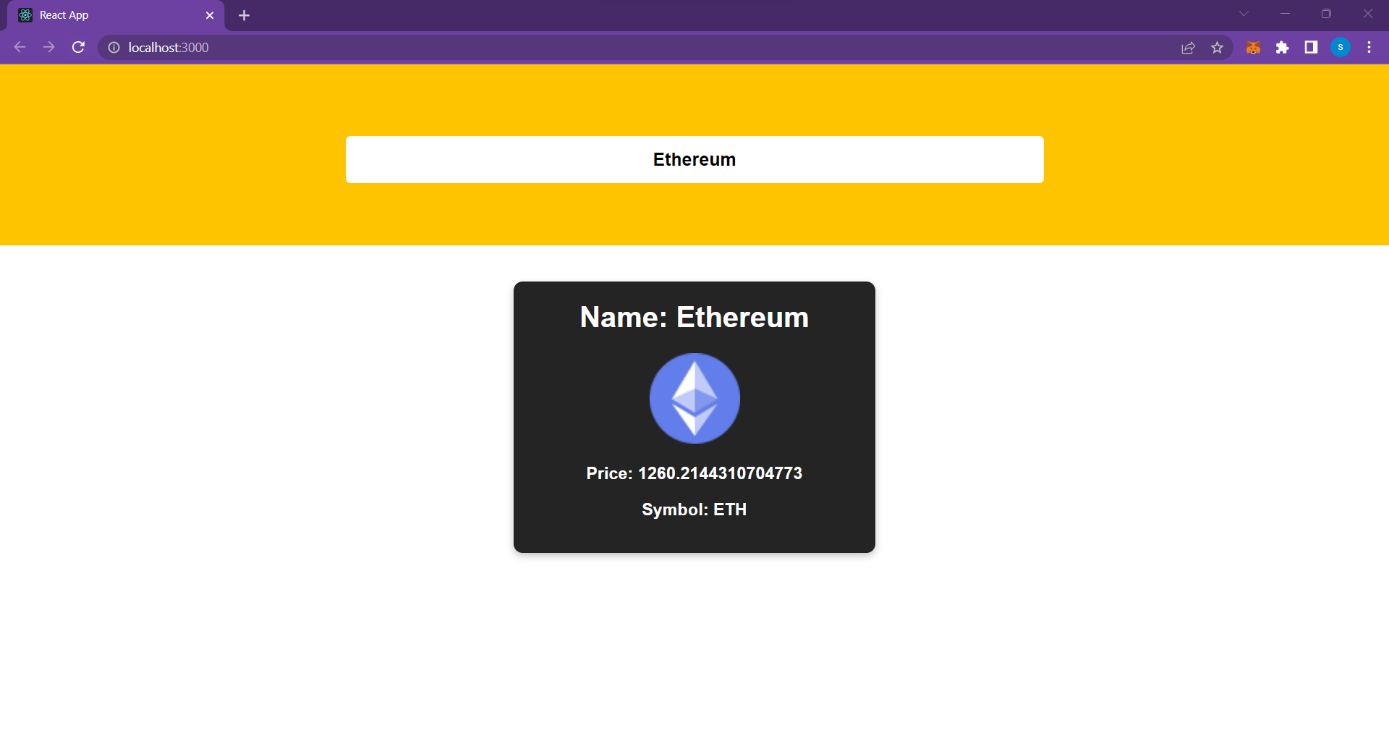 React App
localhost:3000
S
Ethereum
Name: Ethereum
Price: 1260.2144310704773
Symbol: ETH